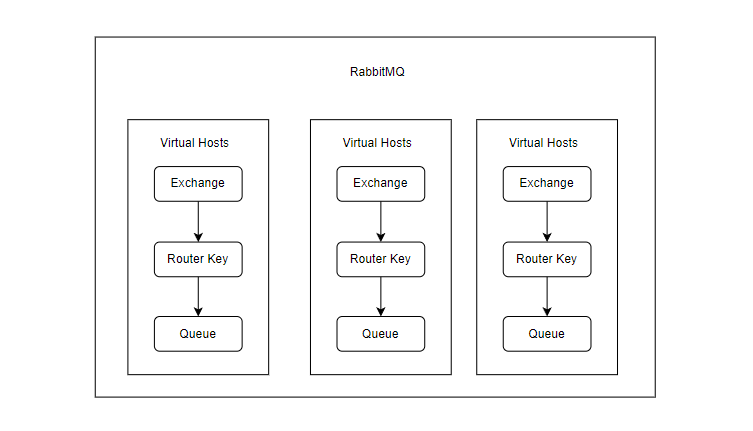 RabbitMQ
Virtual Hosts
Exchange
Router Key
Queue
Virtual Hosts
Exchange
Router Key
Queue
Virtual Hosts
Exchange
Router Key
Queue